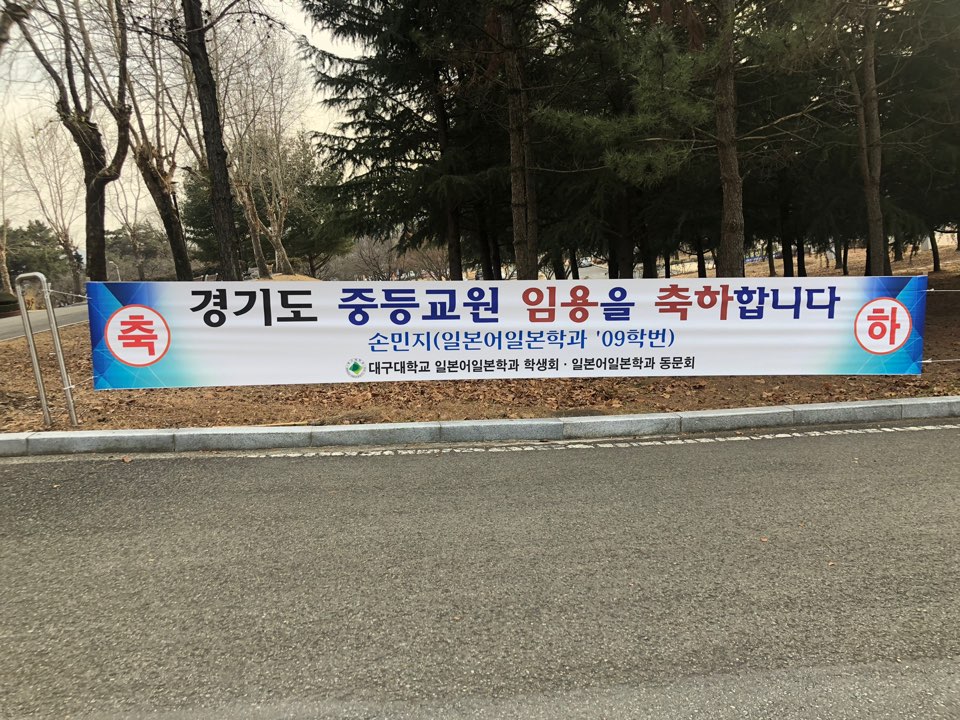 축
경기도 중등교원 임용을 축하합니다
손민지(일본어일본학과 '09학번)
대구대학교 일본어일본학과 학생회 · 일본어일본학과 동문회
하